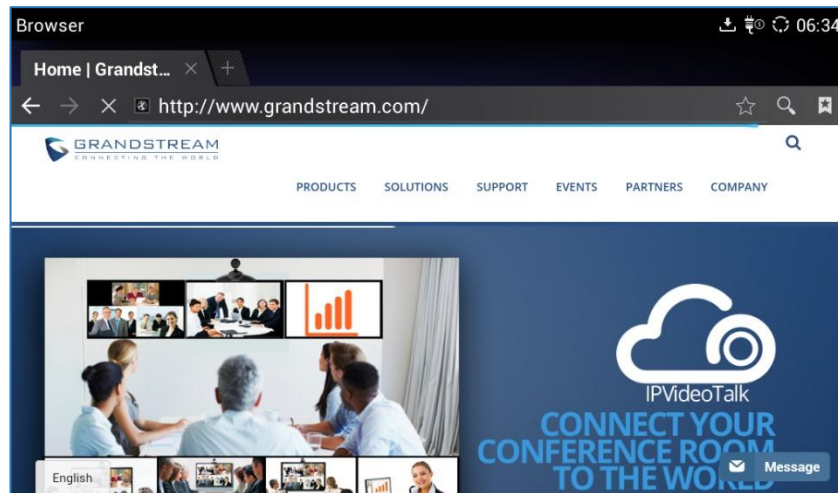 Browser
06:34
Home | Grandst...
http://www.grandstream.com/
GRANDSTREAM
CONNECTING THE WORLD
PRODUCTS SOLUTIONS SUPPORT EVENTS PARTNERS COMPANY
IPVideoTalk
CONNECT YOUR
CONFERENCE ROOM
TO THE WORLD
English
Message